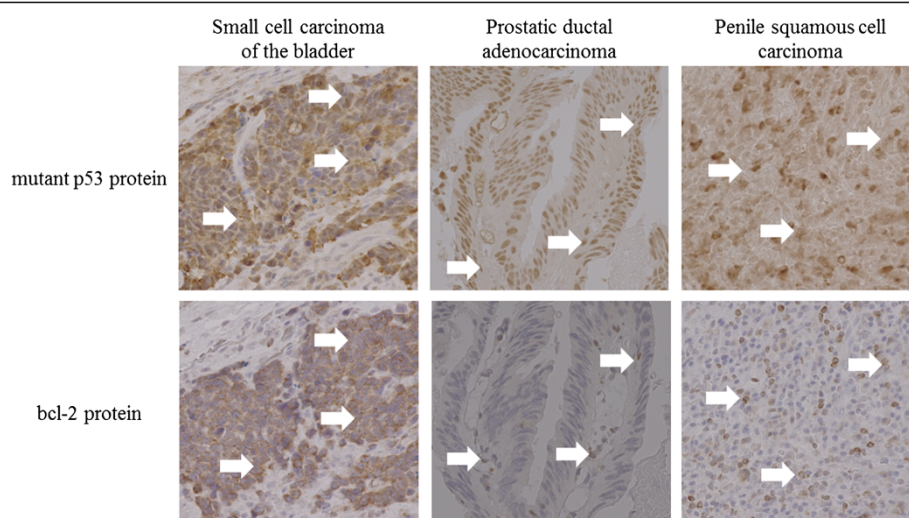 Small cell carcinoma
of the bladder
Prostatic ductal
adenocarcinoma
Penile squamous cell
carcinoma
mutant p53 protein
bcl-2 protein